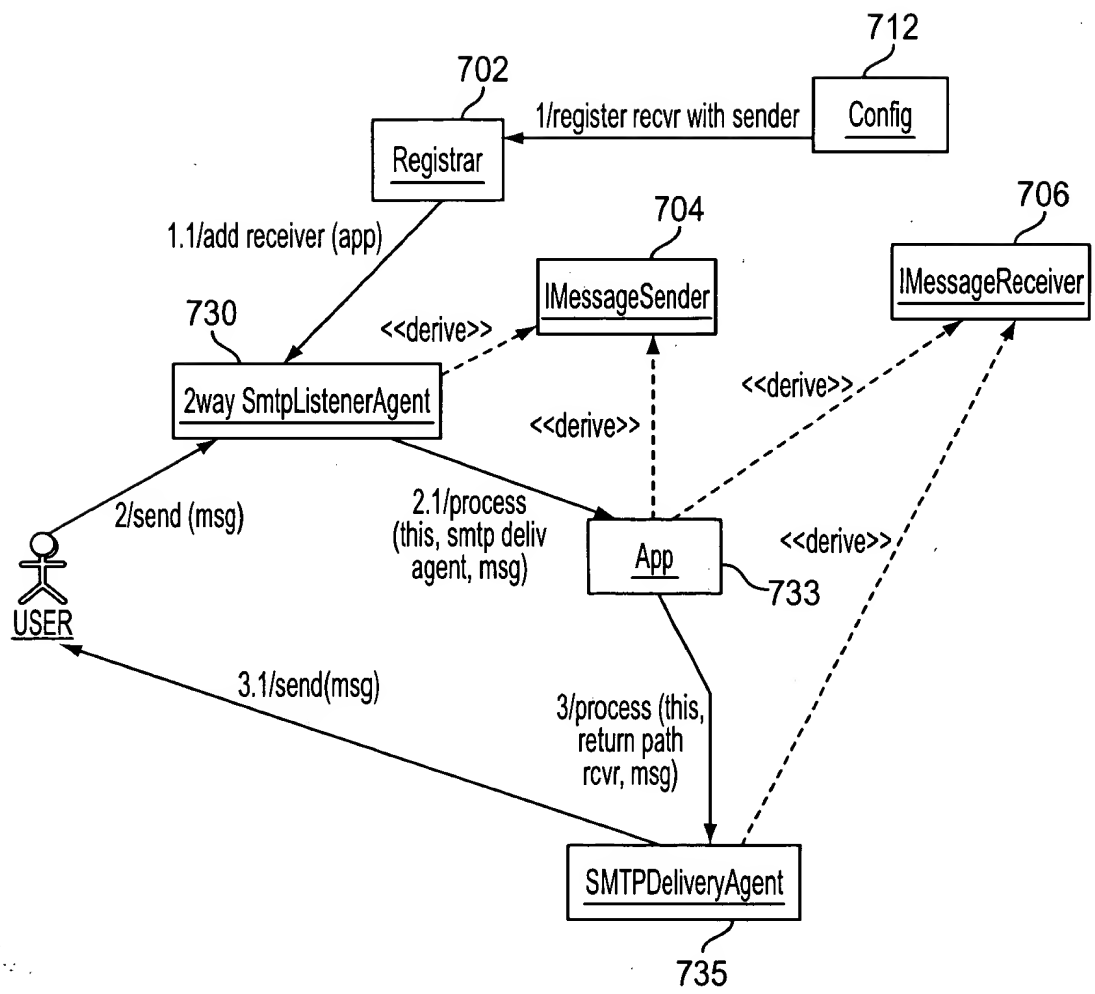 712
702
1/register recvr with sender
Config
Registrar
706
704
1.1/add receiver (app)
IMessageSender
IMessageReceiver
730
<<derive>>
2way SmtpListenerAgent
<<derive>>
<<derive>>
2/send (msg)
2.1/process
(this, smtp deliv
agent, msg)
<<derive>>
App
733
USER
3.1/send(msg)
3/process (this,
return path
rcvr, msg)
SMTPDeliveryAgent
735